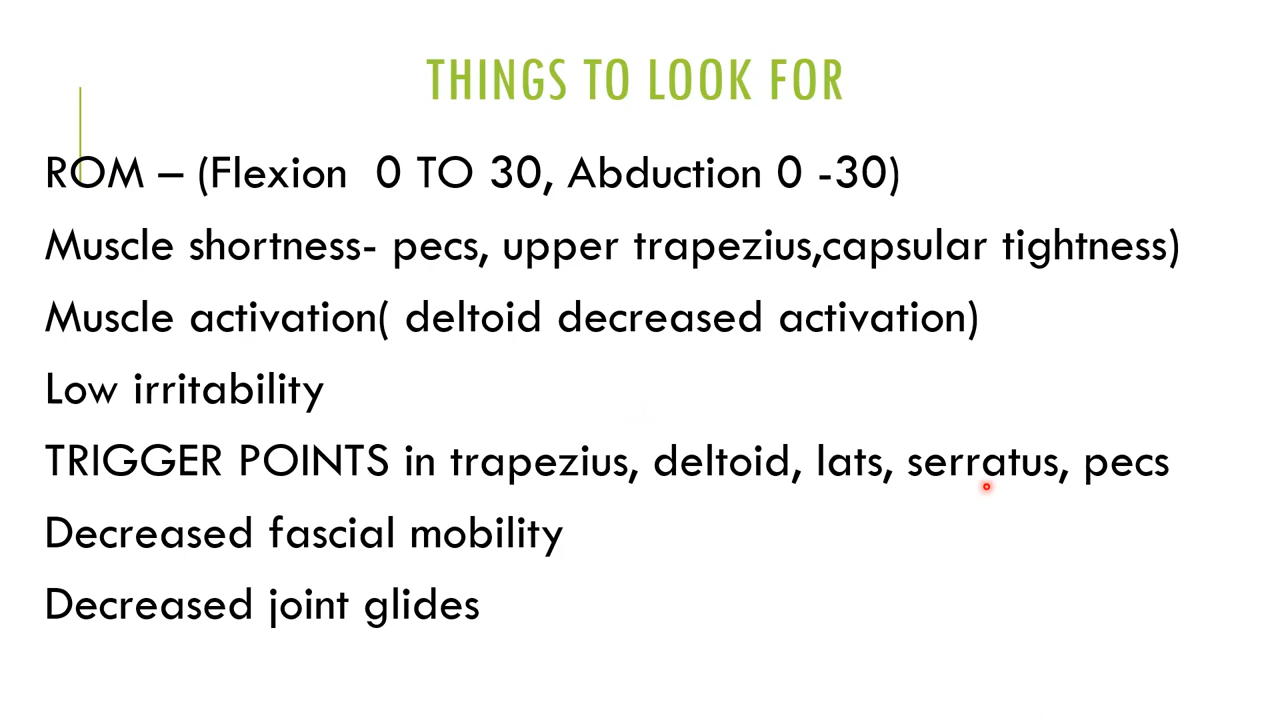 THINGS TO LOOK FOR
ROM – (Flexion  0 TO 30, Abduction 0 -30)
Muscle shortness- pecs, upper trapezius,capsular tightness)
Muscle activation( deltoid decreased activation)
Low irritability
TRIGGER POINTS in trapezius, deltoid, lats, serratus, pecs
Decreased fascial mobility
Decreased joint glides